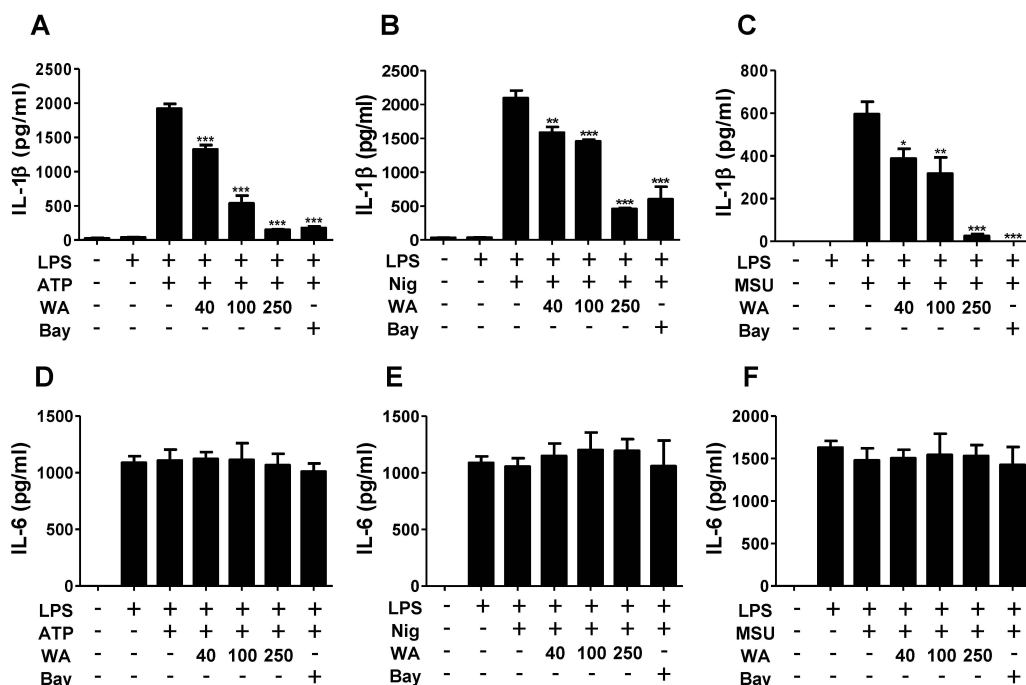 A
IL-1β (pg/ml)
2500
2000
1500
1000
500
0
***
***
***
***
LPS - + + + + + +
ATP - - + + + + +
WA - - - 40 100 250 -
Bay - - - - - - +
B
IL-1β (pg/ml)
2500
2000
1500
1000
500
0
**
***
***
***
LPS - + + + + + +
Nig - - + + + + +
WA - - - 40 100 250 -
Bay - - - - - - +
C
IL-1β (pg/ml)
800
600
400
200
0
*
**
***
***
LPS - + + + + + +
MSU - - + + + + +
WA - - - 40 100 250 -
Bay - - - - - - +
D
IL-6 (pg/ml)
1500
1000
500
0
LPS - + + + + + +
ATP - - + + + + +
WA - - - 40 100 250 -
Bay - - - - - - +
E
IL-6 (pg/ml)
1500
1000
500
0
LPS - + + + + + +
Nig - - + + + + +
WA - - - 40 100 250 -
Bay - - - - - - +
F
IL-6 (pg/ml)
2000
1500
1000
500
0
LPS - + + + + + +
MSU - - + + + + +
WA - - - 40 100 250 -
Bay - - - - - - +